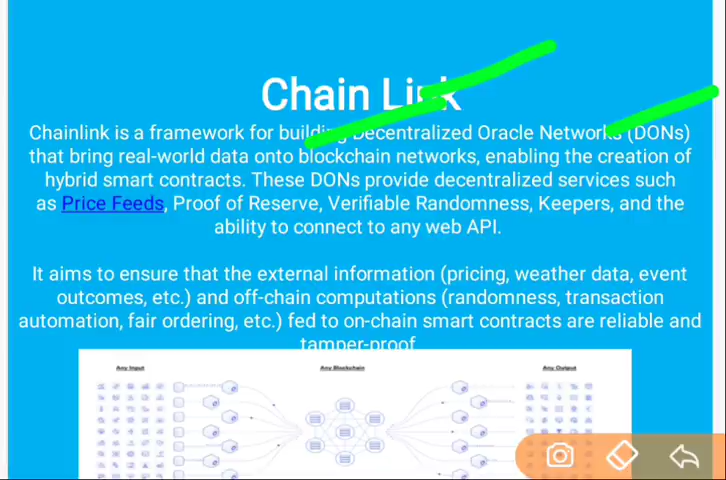 Chain Link
Chainlink is a framework for building Decentralized Oracle Networks (DONs)
that bring real-world data onto blockchain networks, enabling the creation of
hybrid smart contracts. These DONs provide decentralized services such
as Price Feeds, Proof of Reserve, Verifiable Randomness, Keepers, and the
ability to connect to any web API.
It aims to ensure that the external information (pricing, weather data, event
outcomes, etc.) and off-chain computations (randomness, transaction
automation, fair ordering, etc.) fed to on-chain smart contracts are reliable and
tamper-proof
Any Input Any Blockchain Any Output